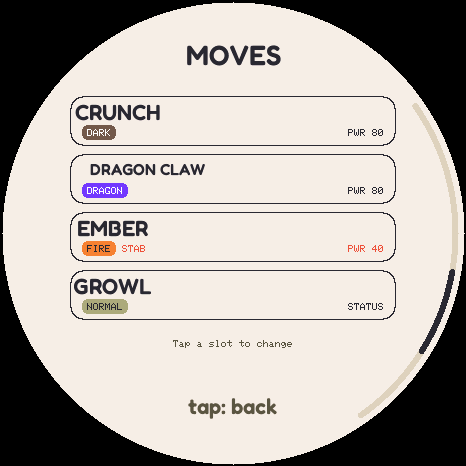 MOVES
CRUNCH
DARK PWR 80
DRAGON CLAW
DRAGON PWR 80
EMBER
FIRE STAB PWR 40
GROWL
NORMAL STATUS
Tap a slot to change
tap: back